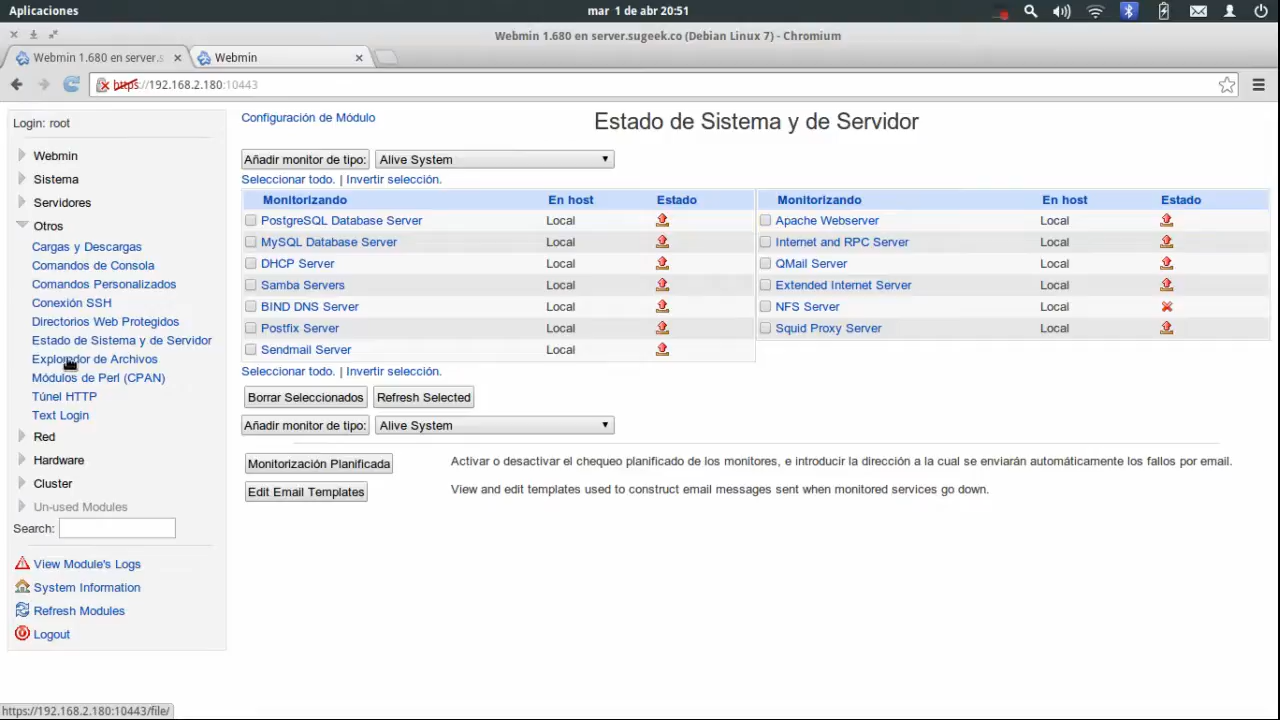 Aplicaciones
mar 1 de abr 20:51
Webmin 1.680 en server.sugeek.co (Debian Linux 7) - Chromium
Webmin 1.680 en server.s
Webmin
https://192.168.2.180:10443
Login: root
Webmin
Sistema
Servidores
Otros
Cargas y Descargas
Comandos de Consola
Comandos Personalizados
Conexión SSH
Directorios Web Protegidos
Estado de Sistema y de Servidor
Explorador de Archivos
Módulos de Perl (CPAN)
Túnel HTTP
Text Login
Red
Hardware
Cluster
Un-used Modules
Search:
View Module's Logs
System Information
Refresh Modules
Logout
Configuración de Módulo
Estado de Sistema y de Servidor
Añadir monitor de tipo: Alive System
Seleccionar todo. | Invertir selección.
Monitorizando En host Estado Monitorizando En host Estado
PostgreSQL Database Server Local Apache Webserver Local
MySQL Database Server Local Internet and RPC Server Local
DHCP Server Local QMail Server Local
Samba Servers Local Extended Internet Server Local
BIND DNS Server Local NFS Server Local
Postfix Server Local Squid Proxy Server Local
Sendmail Server Local
Seleccionar todo. | Invertir selección.
Borrar Seleccionados Refresh Selected
Añadir monitor de tipo: Alive System
Monitorización Planificada Activar o desactivar el chequeo planificado de los monitores, e introducir la dirección a la cual se enviarán automáticamente los fallos por email.
Edit Email Templates View and edit templates used to construct email messages sent when monitored services go down.
https://192.168.2.180:10443/file/